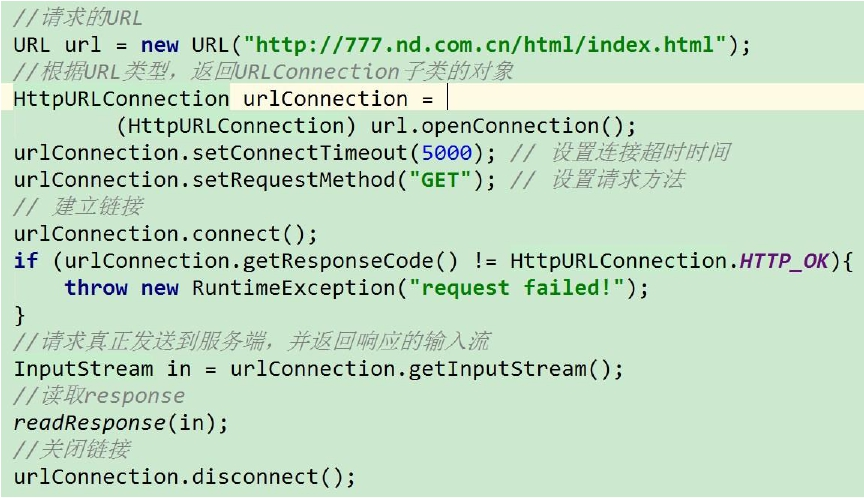 //请求的URL
URL url = new URL("http://777.nd.com.cn/html/index.html");
//根据URL类型，返回URLConnection子类的对象
HttpURLConnection urlConnection =
(HttpURLConnection) url.openConnection();
urlConnection.setConnectTimeout(5000); // 设置连接超时时间
urlConnection.setRequestMethod("GET"); // 设置请求方法
// 建立链接
urlConnection.connect();
if (urlConnection.getResponseCode() != HttpURLConnection.HTTP_OK){
throw new RuntimeException("request failed!");
}
//请求真正发送到服务端，并返回响应的输入流
InputStream in = urlConnection.getInputStream();
//读取response
readResponse(in);
//关闭链接
urlConnection.disconnect();